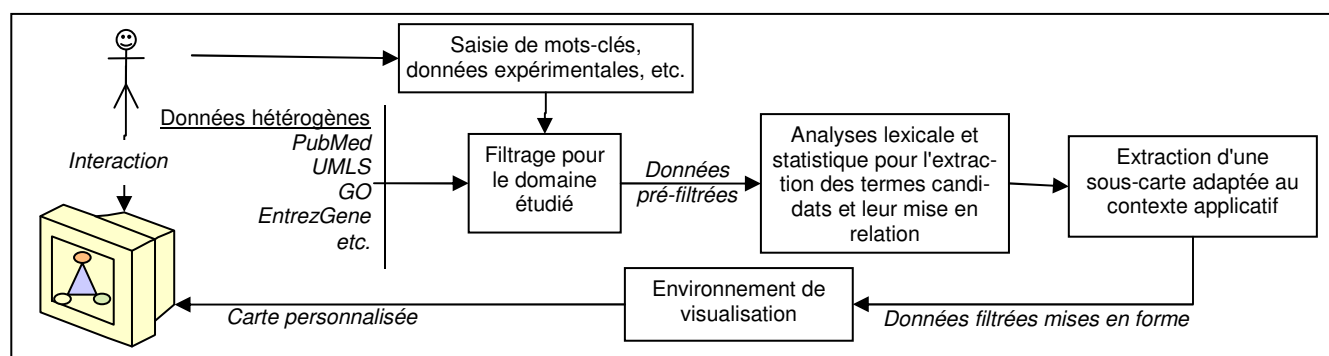 Saisie de mots-clés,
données expérimentales, etc.
Données hétérogènes
PubMed
UMLS
GO
EntrezGene
etc.
Interaction
Filtrage pour
le domaine
étudié
Données
pré-filtrées
Analyses lexicale et
statistique pour l'extrac-
tion des termes candi-
dats et leur mise en
relation
Extraction d'une
sous-carte adaptée au
contexte applicatif
Environnement de
visualisation
Carte personnalisée
Données filtrées mises en forme